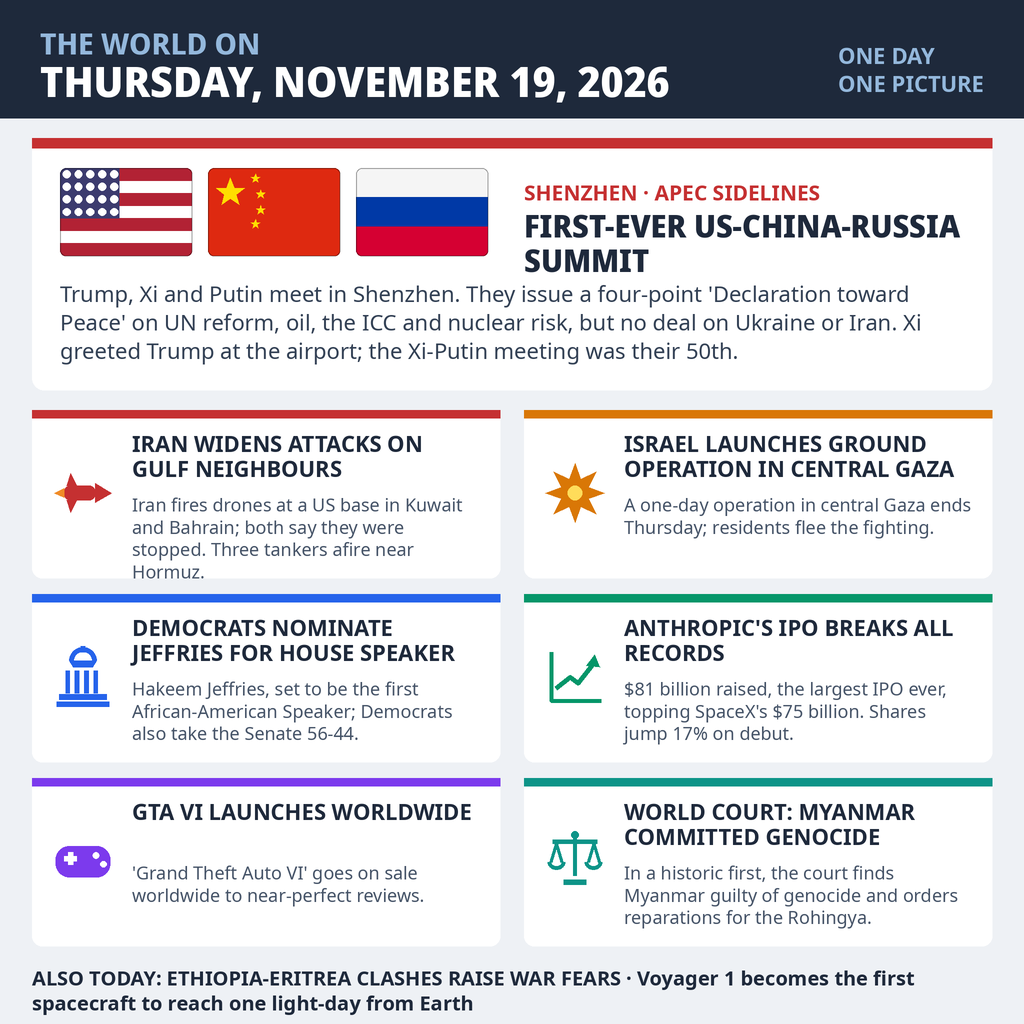 THE WORLD ON
THURSDAY, NOVEMBER 19, 2026
ONE DAY
ONE PICTURE
SHENZHEN · APEC SIDELINES
FIRST-EVER US-CHINA-RUSSIA
SUMMIT
Trump, Xi and Putin meet in Shenzhen. They issue a four-point 'Declaration toward
Peace' on UN reform, oil, the ICC and nuclear risk, but no deal on Ukraine or Iran. Xi
greeted Trump at the airport; the Xi-Putin meeting was their 50th.
IRAN WIDENS ATTACKS ON
GULF NEIGHBOURS
Iran fires drones at a US base in Kuwait
and Bahrain; both say they were
stopped. Three tankers afire near
Hormuz.
ISRAEL LAUNCHES GROUND
OPERATION IN CENTRAL GAZA
A one-day operation in central Gaza ends
Thursday; residents flee the fighting.
DEMOCRATS NOMINATE
JEFFRIES FOR HOUSE SPEAKER
Hakeem Jeffries, set to be the first
African-American Speaker; Democrats
also take the Senate 56-44.
ANTHROPIC'S IPO BREAKS ALL
RECORDS
$81 billion raised, the largest IPO ever,
topping SpaceX's $75 billion. Shares
jump 17% on debut.
GTA VI LAUNCHES WORLDWIDE
'Grand Theft Auto VI' goes on sale
worldwide to near-perfect reviews.
WORLD COURT: MYANMAR
COMMITTED GENOCIDE
In a historic first, the court finds
Myanmar guilty of genocide and orders
reparations for the Rohingya.
ALSO TODAY: ETHIOPIA-ERITREA CLASHES RAISE WAR FEARS · Voyager 1 becomes the first
spacecraft to reach one light-day from Earth